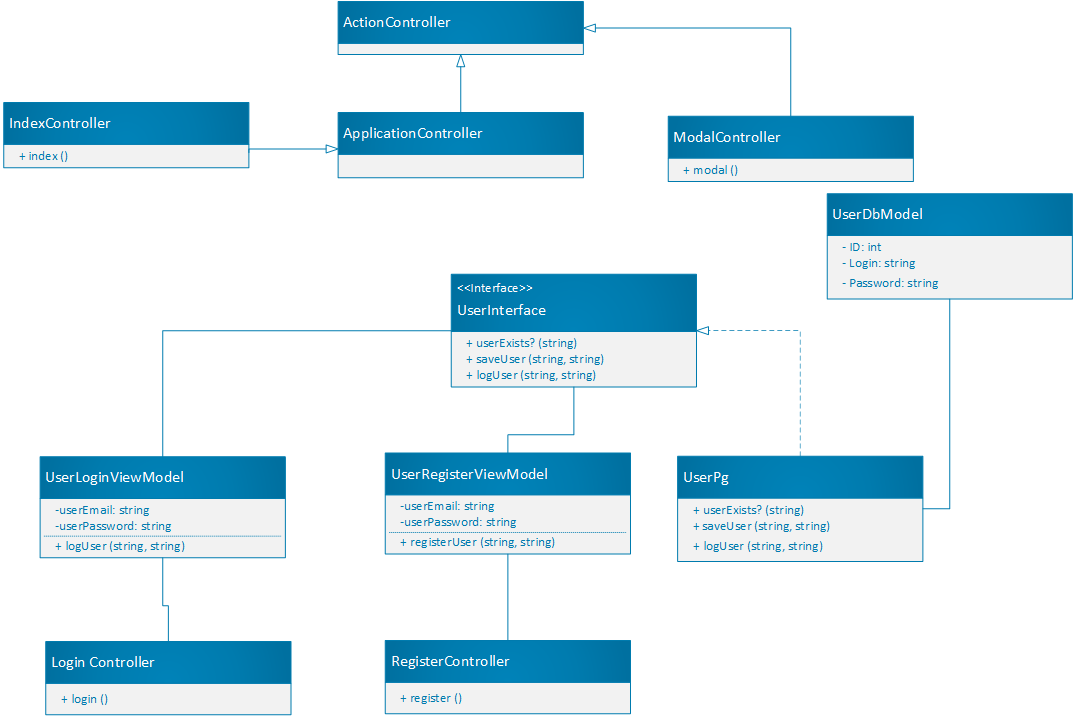 ActionController
IndexController
+ index ()
ApplicationController
ModalController
+ modal ()
UserDbModel
- ID: int
- Login: string
- Password: string
<<Interface>>
UserInterface
+ userExists? (string)
+ saveUser (string, string)
+ logUser (string, string)
UserLoginViewModel
-userEmail: string
-userPassword: string
+ logUser (string, string)
UserRegisterViewModel
-userEmail: string
-userPassword: string
+ registerUser (string, string)
UserPg
+ userExists? (string)
+ saveUser (string, string)
+ logUser (string, string)
Login Controller
+ login ()
RegisterController
+ register ()